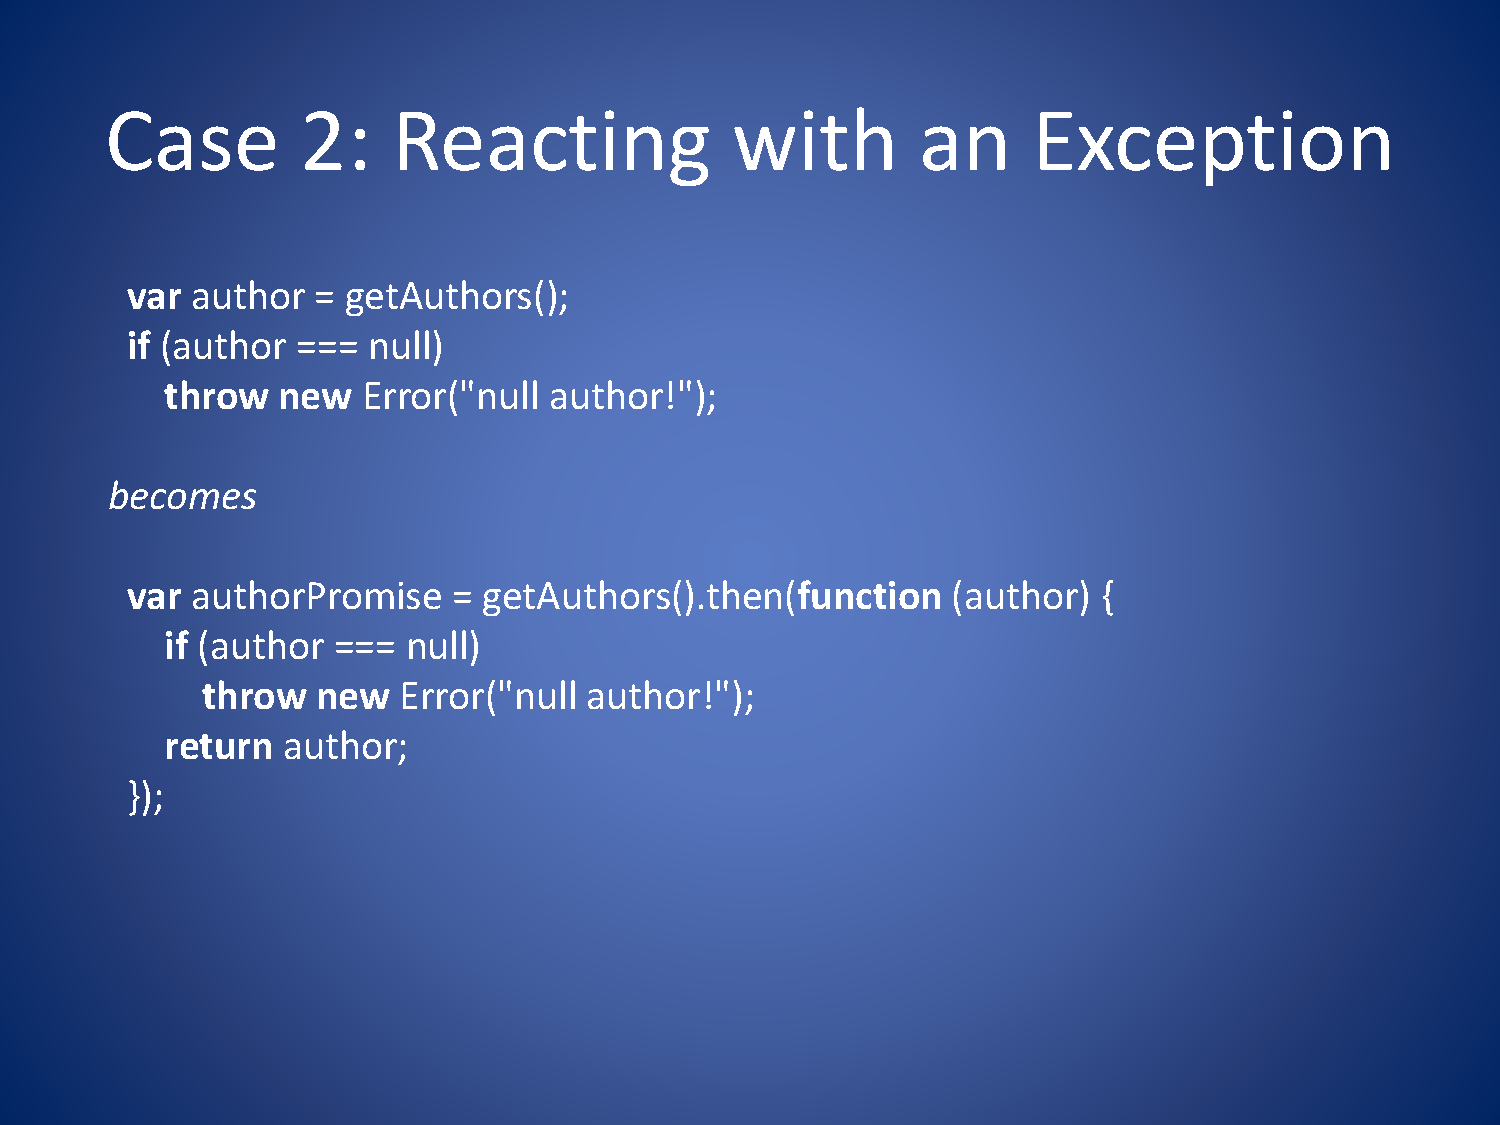 Case 2: Reacting with an Exception
var author = getAuthors();
if (author === null)
throw new Error("null author!");
becomes
var authorPromise = getAuthors().then(function (author) {
if (author === null)
throw new Error("null author!");
return author;
});